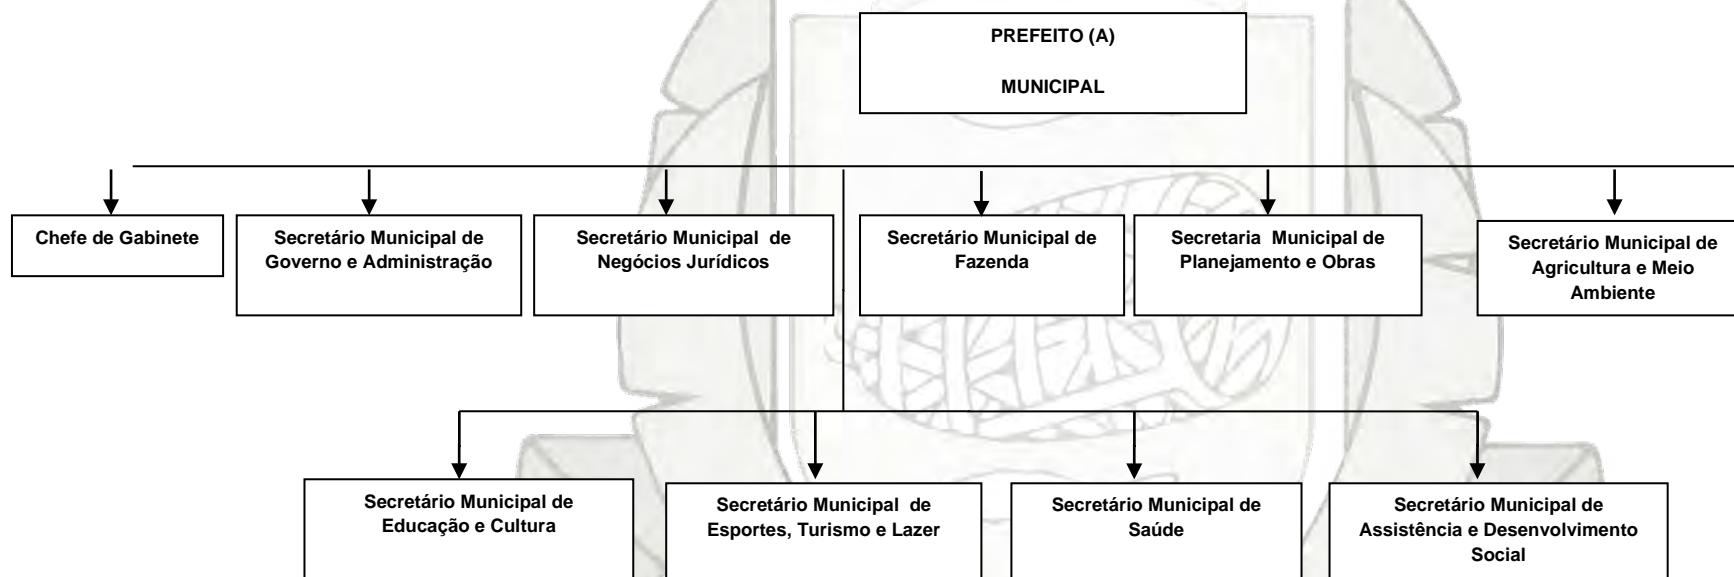 PREFEITO (A)
MUNICIPAL
Chefe de Gabinete
Secretário Municipal de
Governo e Administração
Secretário Municipal de
Negócios Jurídicos
Secretário Municipal de
Fazenda
Secretaria Municipal de
Planejamento e Obras
Secretário Municipal de
Agricultura e Meio
Ambiente
Secretário Municipal de
Educação e Cultura
Secretário Municipal de
Esportes, Turismo e Lazer
Secretário Municipal de
Saúde
Secretário Municipal de
Assistência e Desenvolvimento
Social